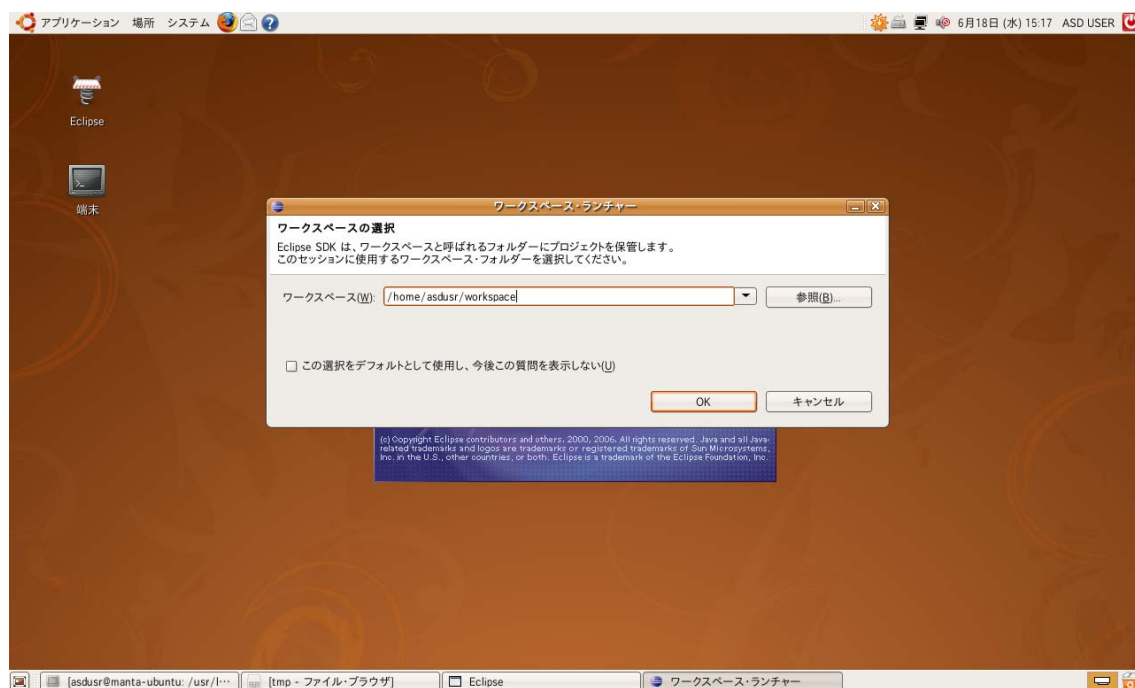 アプリケーション 場所 システム 6月18日 (水) 15:17 ASD USER
Eclipse
端末
ワークスペース・ランチャー
ワークスペースの選択
Eclipse SDK は、ワークスペースと呼ばれるフォルダーにプロジェクトを保管します。
このセッションに使用するワークスペース・フォルダーを選択してください。
ワークスペース(W): /home/asdusr/workspace 参照(B)...
この選択をデフォルトとして使用し、今後この質問を表示しない(U)
OK キャンセル
(c) Copyright Eclipse contributors and others. 2000, 2006. All rights reserved. Java and all Java-
related trademarks and logos are trademarks or registered trademarks of Sun Microsystems,
Inc. in the U.S., other countries, or both. Eclipse is a trademark of the Eclipse Foundation, Inc.
[asdusr@manta-ubuntu: /usr/l… [tmp - ファイル・ブラウザ] Eclipse ワークスペース・ランチャー